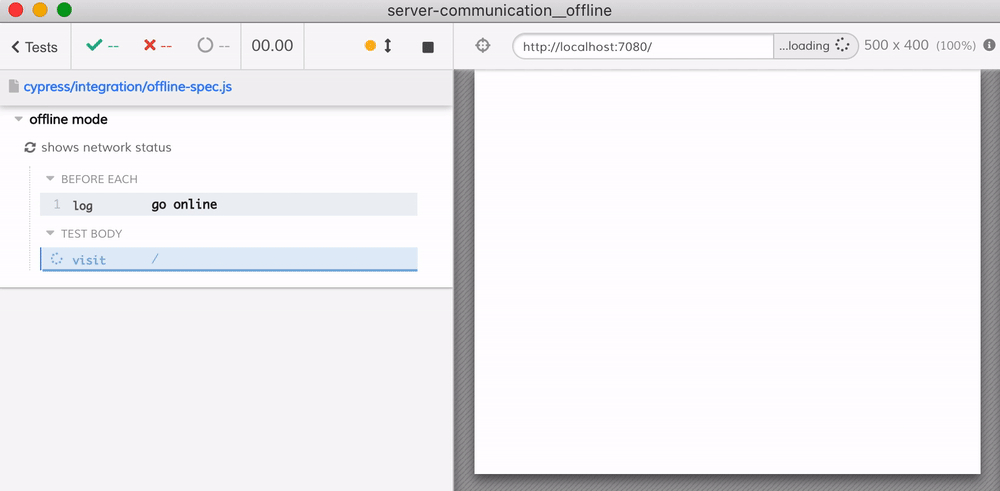 server-communication__offline
Tests -- -- -- 00.00 http://localhost:7080/ ...loading 500 x 400 (100%)
cypress/integration/offline-spec.js
offline mode
shows network status
BEFORE EACH
1 log go online
TEST BODY
visit /